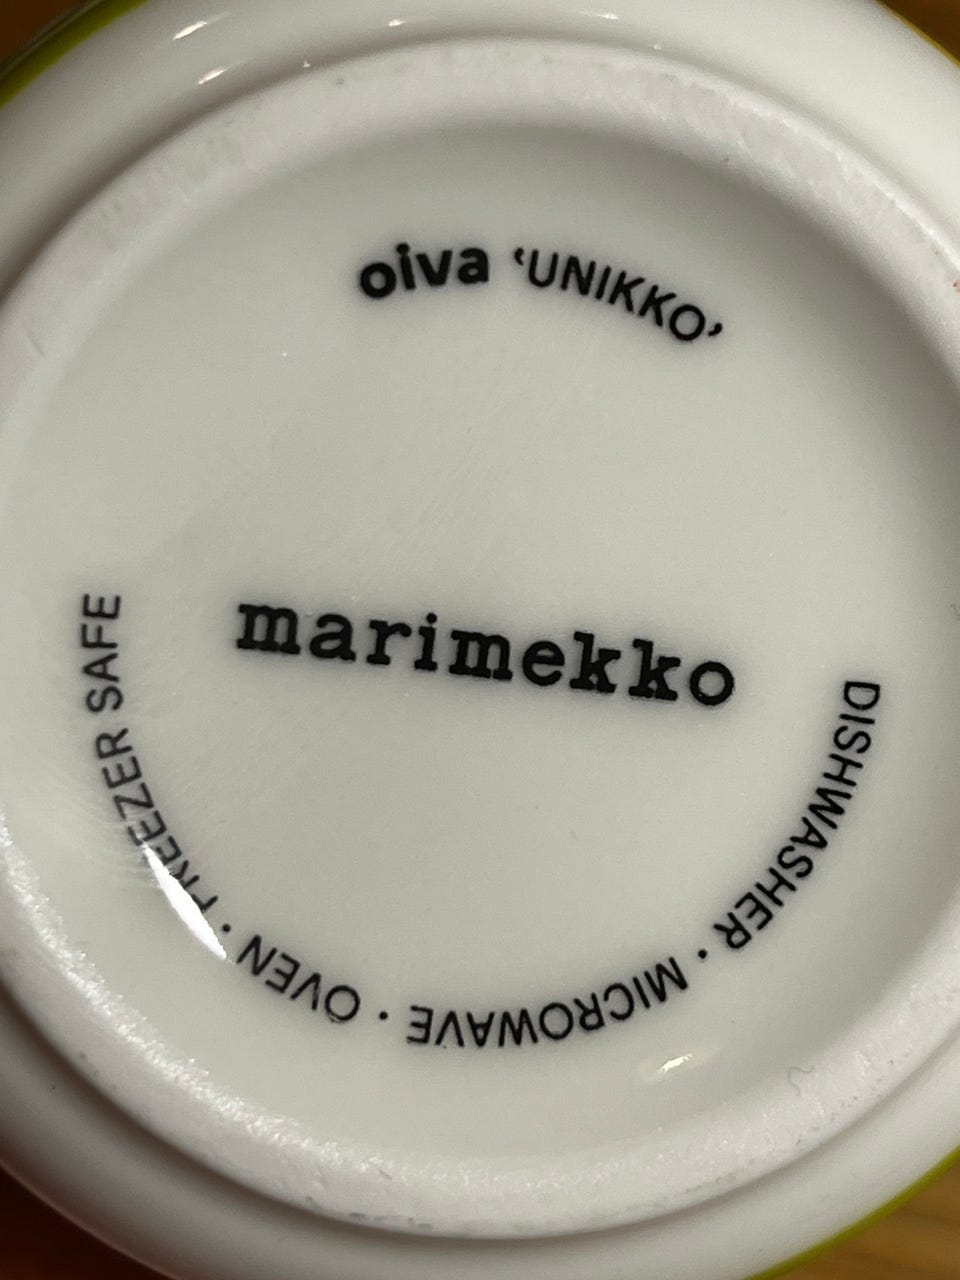 oiva ‘UNIKKO’
marimekko
DISHWASHER · MICROWAVE · OVEN · FREEZER SAFE